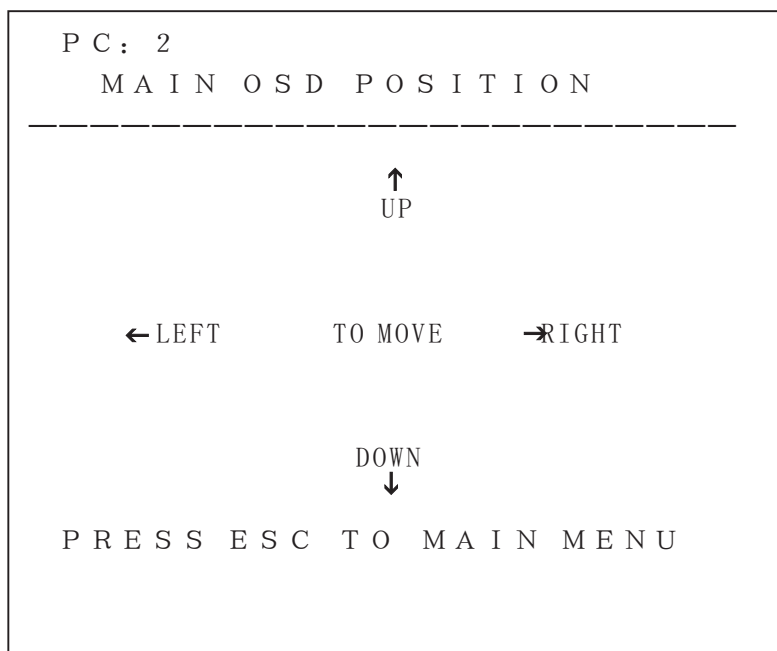 PC: 2
MAIN OSD POSITION
————————————————————————
↑
UP
← LEFT TO MOVE →RIGHT
DOWN
↓
PRESS ESC TO MAIN MENU